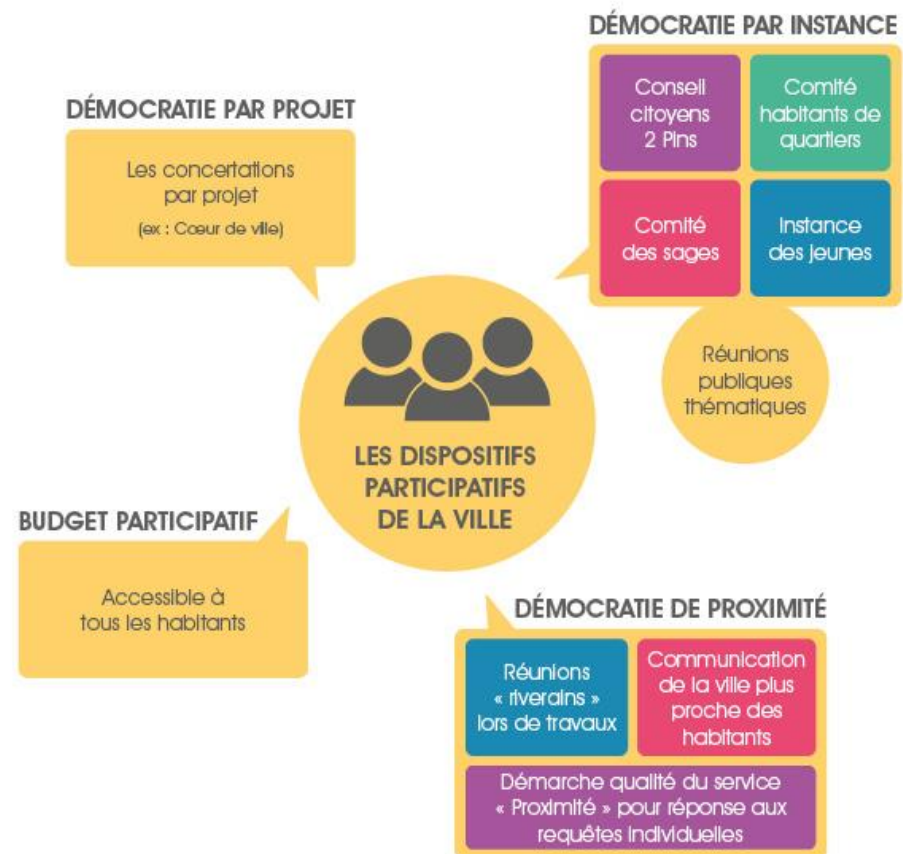 DÉMOCRATIE PAR INSTANCE
Conseil
citoyens
2 Pins
Comité
habitants de
quartiers
Comité
des sages
Instance
des jeunes
Réunions
publiques
thématiques
DÉMOCRATIE PAR PROJET
Les concertations
par projet
(ex : Cœur de ville)
LES DISPOSITIFS
PARTICIPATIFS
DE LA VILLE
BUDGET PARTICIPATIF
Accessible à
tous les habitants
DÉMOCRATIE DE PROXIMITÉ
Réunions
« riverains »
lors de travaux
Communication
de la ville plus
proche des
habitants
Démarche qualité du service
« Proximité » pour réponse aux
requêtes individuelles